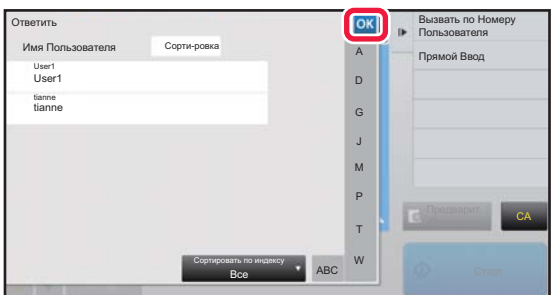 Ответить
OK
Имя Пользователя
Сорти-ровка
User1
User1
tianne
tianne
A
D
G
J
M
P
T
W
Сортировать по индексу
Все
ABC
Вызвать по Номеру
Пользователя
Прямой Ввод
Предварит.
CA
Старт